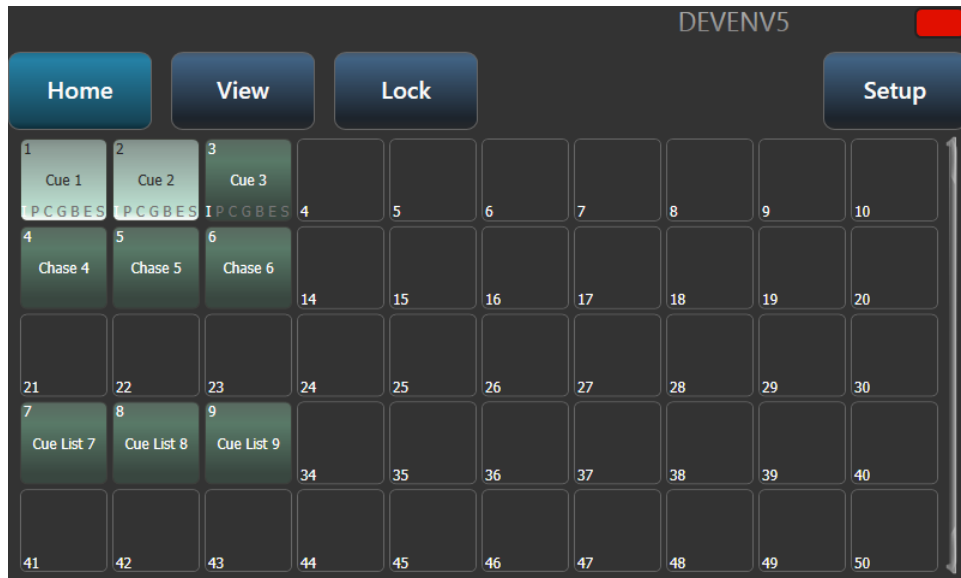 DEVENV5
Home View Lock Setup
1 2 3
Cue 1 Cue 2 Cue 3
I P C G B E S I P C G B E S I P C G B E S 4 5 6 7 8 9 10
4 5 6
Chase 4 Chase 5 Chase 6
14 15 16 17 18 19 20
21 22 23 24 25 26 27 28 29 30
7 8 9
Cue List 7 Cue List 8 Cue List 9
34 35 36 37 38 39 40
41 42 43 44 45 46 47 48 49 50